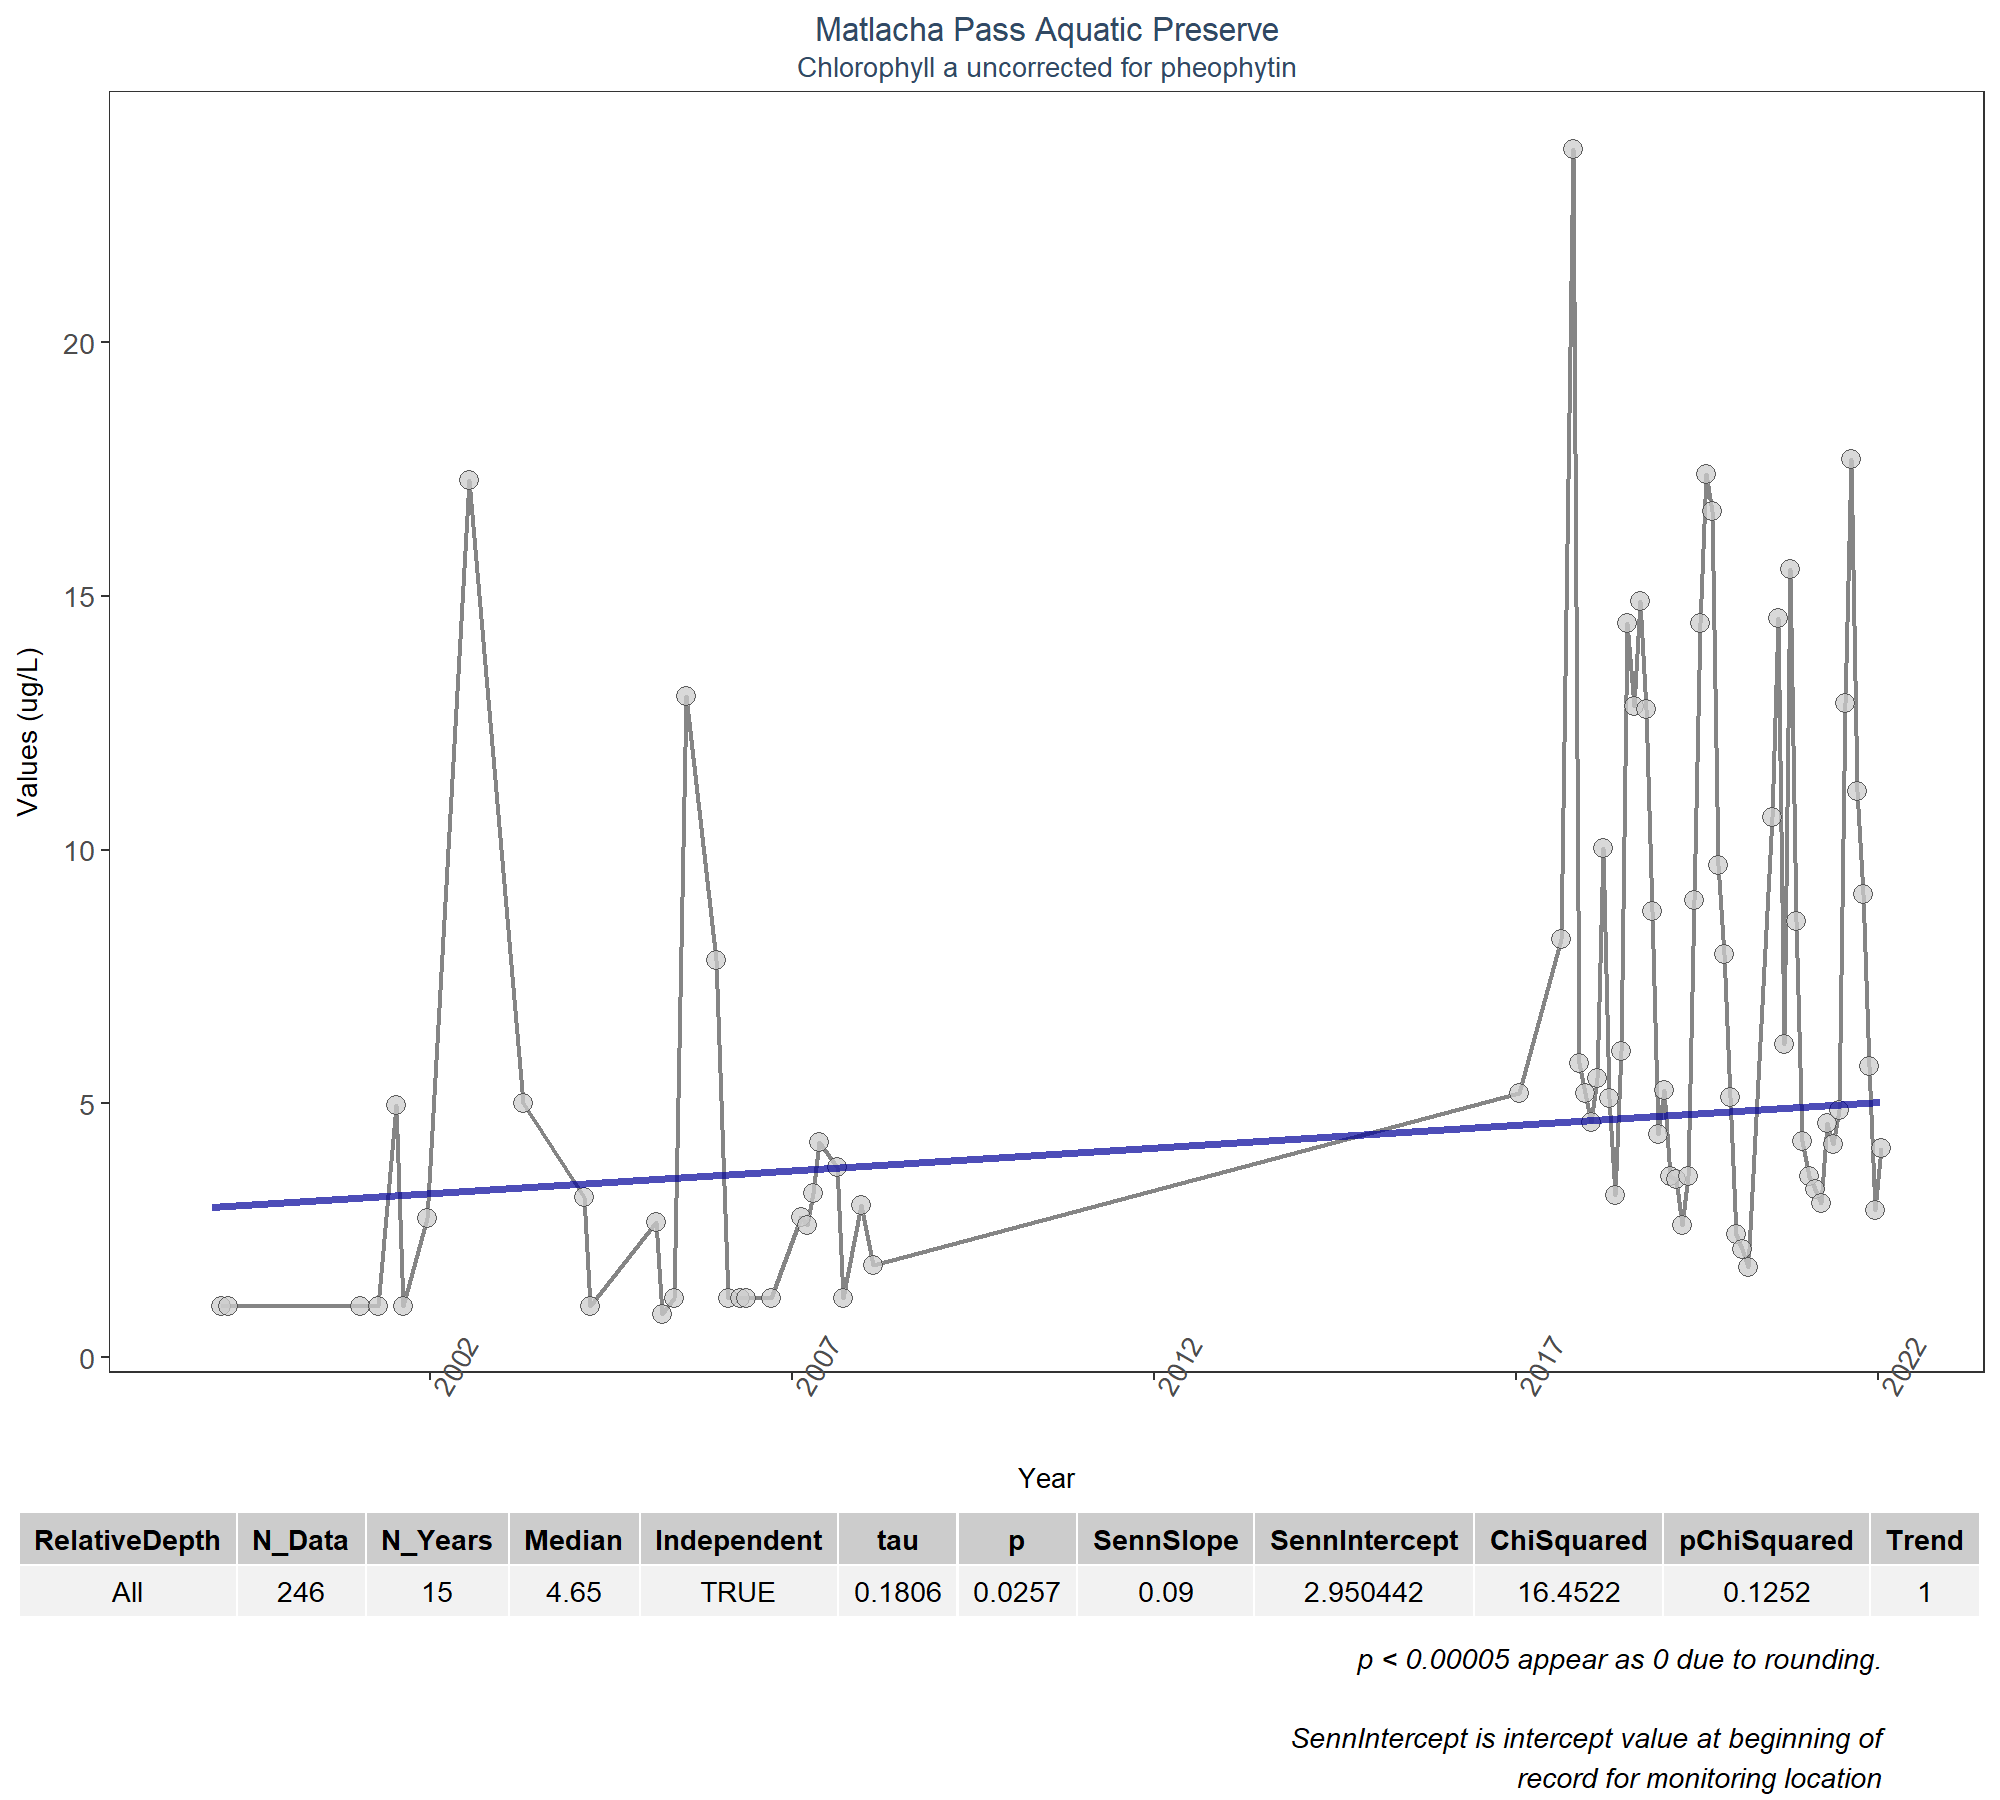 Matlacha Pass Aquatic Preserve
Chlorophyll a uncorrected for pheophytin
Values (ug/L)
20
15
10
5
0
2002 2007 2012 2017 2022
Year
RelativeDepth N_Data N_Years Median Independent tau p SennSlope SennIntercept ChiSquared pChiSquared Trend
All 246 15 4.65 TRUE 0.1806 0.0257 0.09 2.950442 16.4522 0.1252 1
p < 0.00005 appear as 0 due to rounding.
SennIntercept is intercept value at beginning of
record for monitoring location